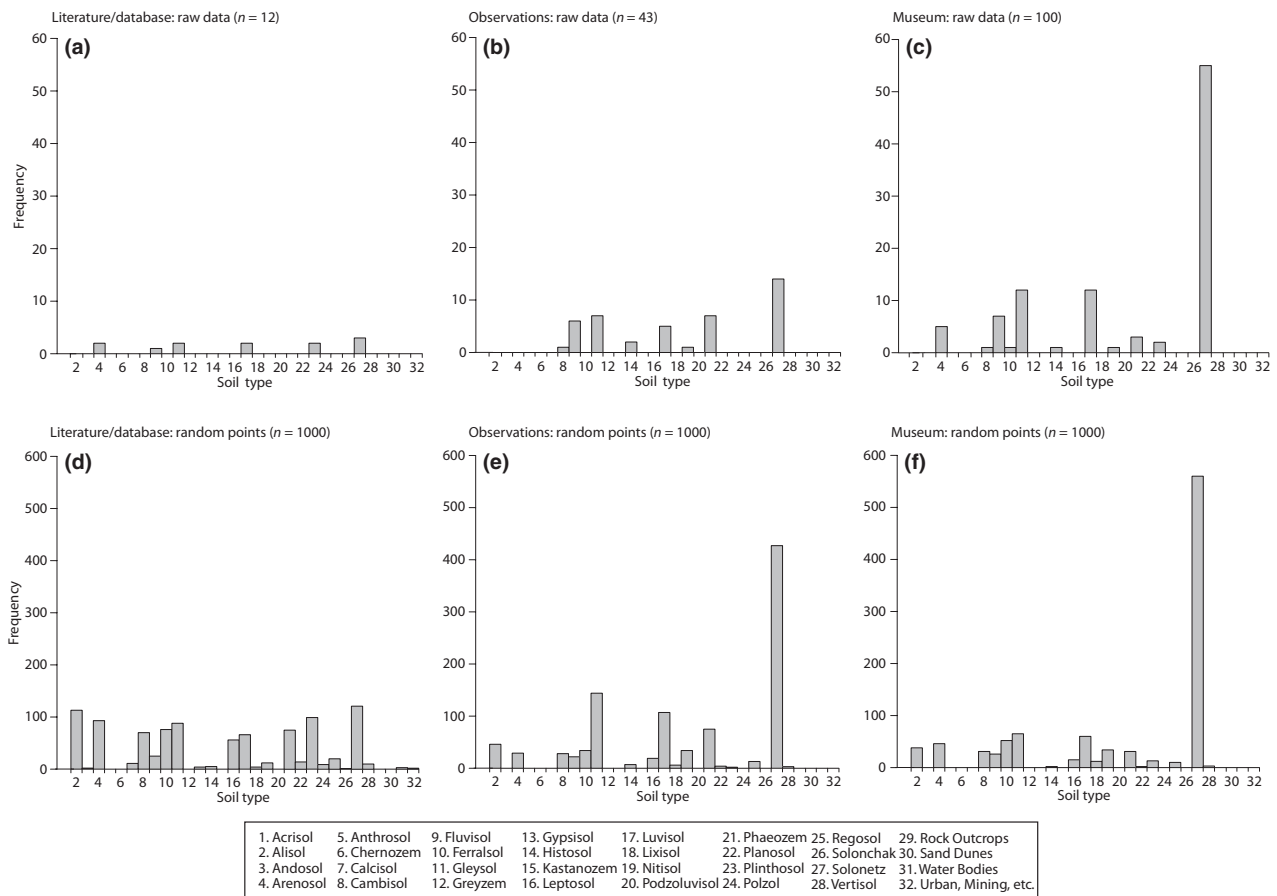 Literature/database: raw data (n = 12)
(a)
60
50
40
30
20
10
0
Frequency
2 4 6 8 10 12 14 16 18 20 22 24 26 28 30 32
Soil type
Observations: raw data (n = 43)
(b)
60
50
40
30
20
10
0
2 4 6 8 10 12 14 16 18 20 22 24 26 28 30 32
Soil type
Museum: raw data (n = 100)
(c)
60
50
40
30
20
10
0
2 4 6 8 10 12 14 16 18 20 22 24 26 28 30 32
Soil type
Literature/database: random points (n = 1000)
(d)
600
500
400
300
200
100
0
Frequency
2 4 6 8 10 12 14 16 18 20 22 24 26 28 30 32
Soil type
Observations: random points (n = 1000)
(e)
600
500
400
300
200
100
0
2 4 6 8 10 12 14 16 18 20 22 24 26 28 30 32
Soil type
Museum: random points (n = 1000)
(f)
600
500
400
300
200
100
0
2 4 6 8 10 12 14 16 18 20 22 24 26 28 30 32
Soil type
1. Acrisol 5. Anthrosol 9. Fluvisol 13. Gypsisol 17. Luvisol 21. Phaeozem 25. Regosol 29. Rock Outcrops
2. Alisol 6. Chernozem 10. Ferralsol 14. Histosol 18. Lixisol 22. Planosol 26. Solonchak 30. Sand Dunes
3. Andosol 7. Calcisol 11. Gleysol 15. Kastanozem 19. Nitisol 23. Plinthosol 27. Solonetz 31. Water Bodies
4. Arenosol 8. Cambisol 12. Greyzem 16. Leptosol 20. Podzoluvisol 24. Polzol 28. Vertisol 32. Urban, Mining, etc.